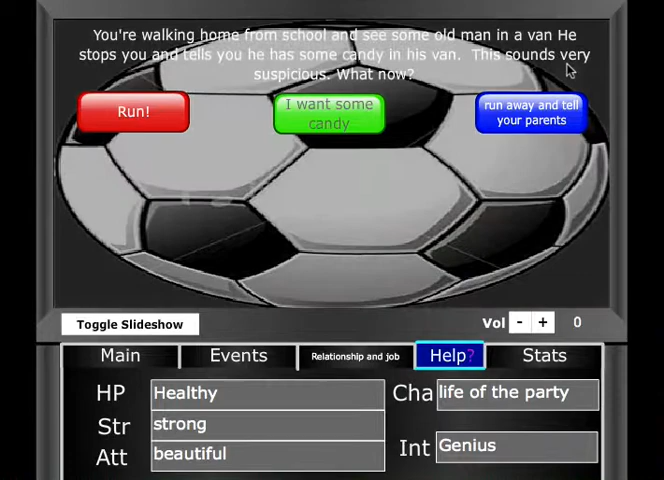 You're walking home from school and see some old man in a van He
stops you and tells you he has some candy in his van.  This sounds very
suspicious. What now?
Run!
I want some
candy
run away and tell
your parents
Toggle Slideshow
Vol - + 0
Main
Events
Relationship and job
Help?
Stats
HP Healthy
Cha life of the party
Str strong
Att beautiful
Int Genius